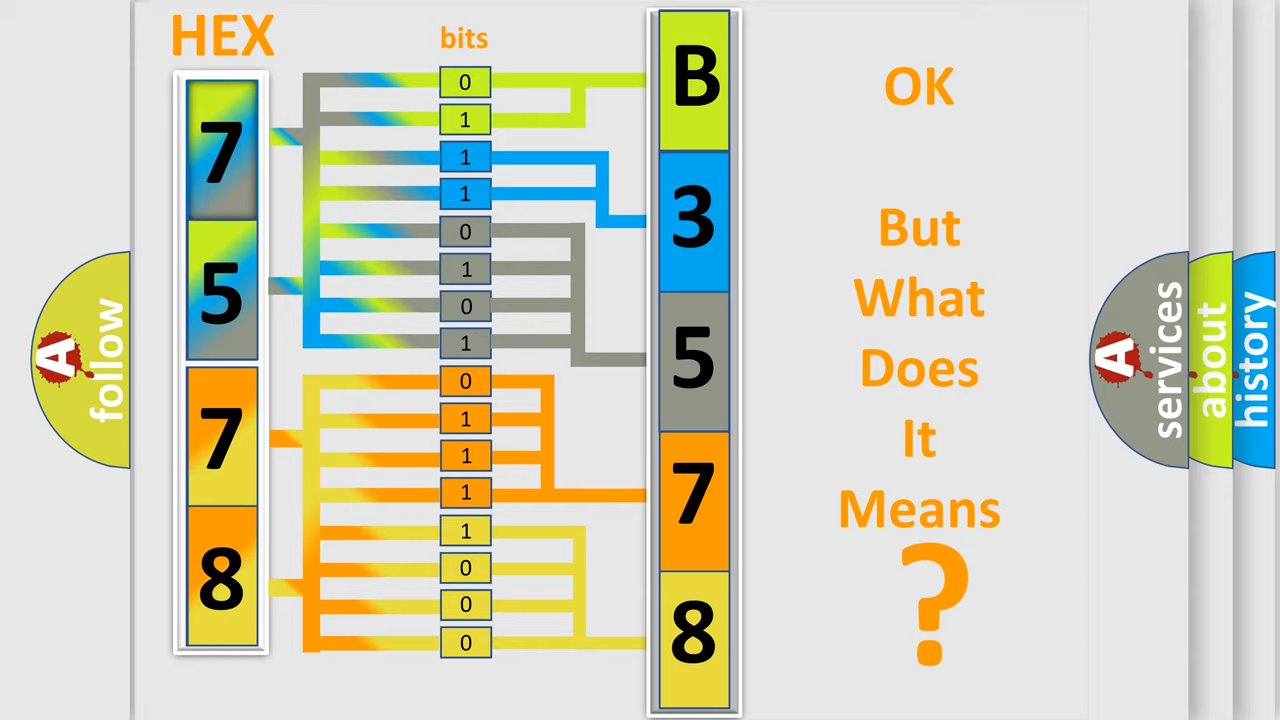 HEX
bits
7
5
7
8
0
1
1
1
0
1
0
1
0
1
1
1
1
0
0
0
B
3
5
7
8
OK
But
What
Does
It
Means
?
A
follow
A
services
about
history